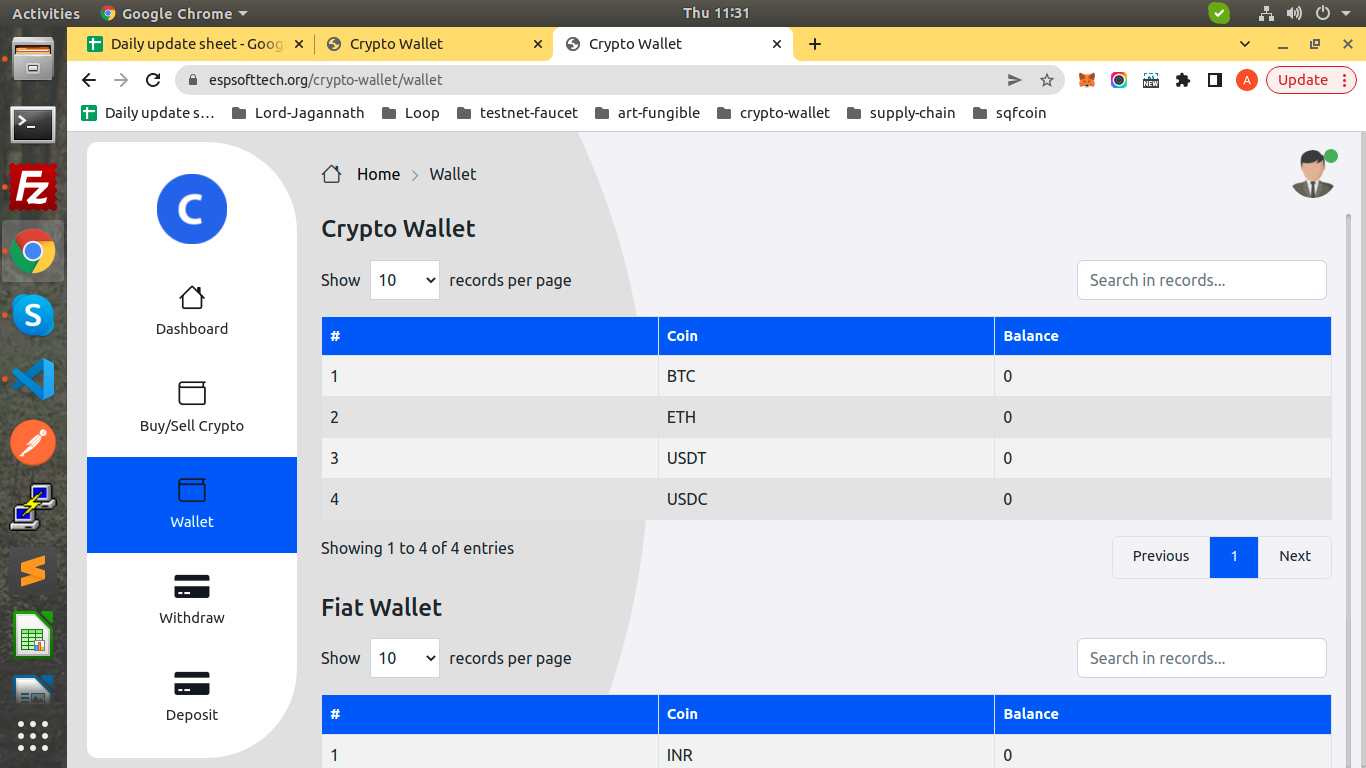 Activities Google Chrome Thu 11:31
Daily update sheet - Goog Crypto Wallet Crypto Wallet
espsofttech.org/crypto-wallet/wallet NEW A Update
Daily update s… Lord-Jagannath Loop testnet-faucet art-fungible crypto-wallet supply-chain sqfcoin
C
Dashboard
Buy/Sell Crypto
Wallet
Withdraw
Deposit
Home Wallet
Crypto Wallet
Show 10 records per page Search in records...
# Coin Balance
1 BTC 0
2 ETH 0
3 USDT 0
4 USDC 0
Showing 1 to 4 of 4 entries Previous 1 Next
Fiat Wallet
Show 10 records per page Search in records...
# Coin Balance
1 INR 0